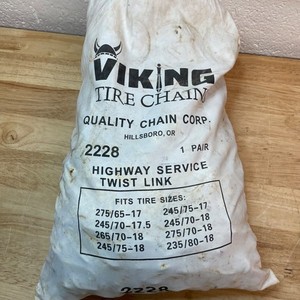 VIKING
TIRE CHAIN
QUALITY CHAIN CORP.
HILLSBORO, OR
2228 1 PAIR
HIGHWAY SERVICE
TWIST LINK
FITS TIRE SIZES:
275/65-17 245/75-17
245/70-17.5 245/70-18
265/70-18 275/70-18
245/75-18 235/80-18
2228